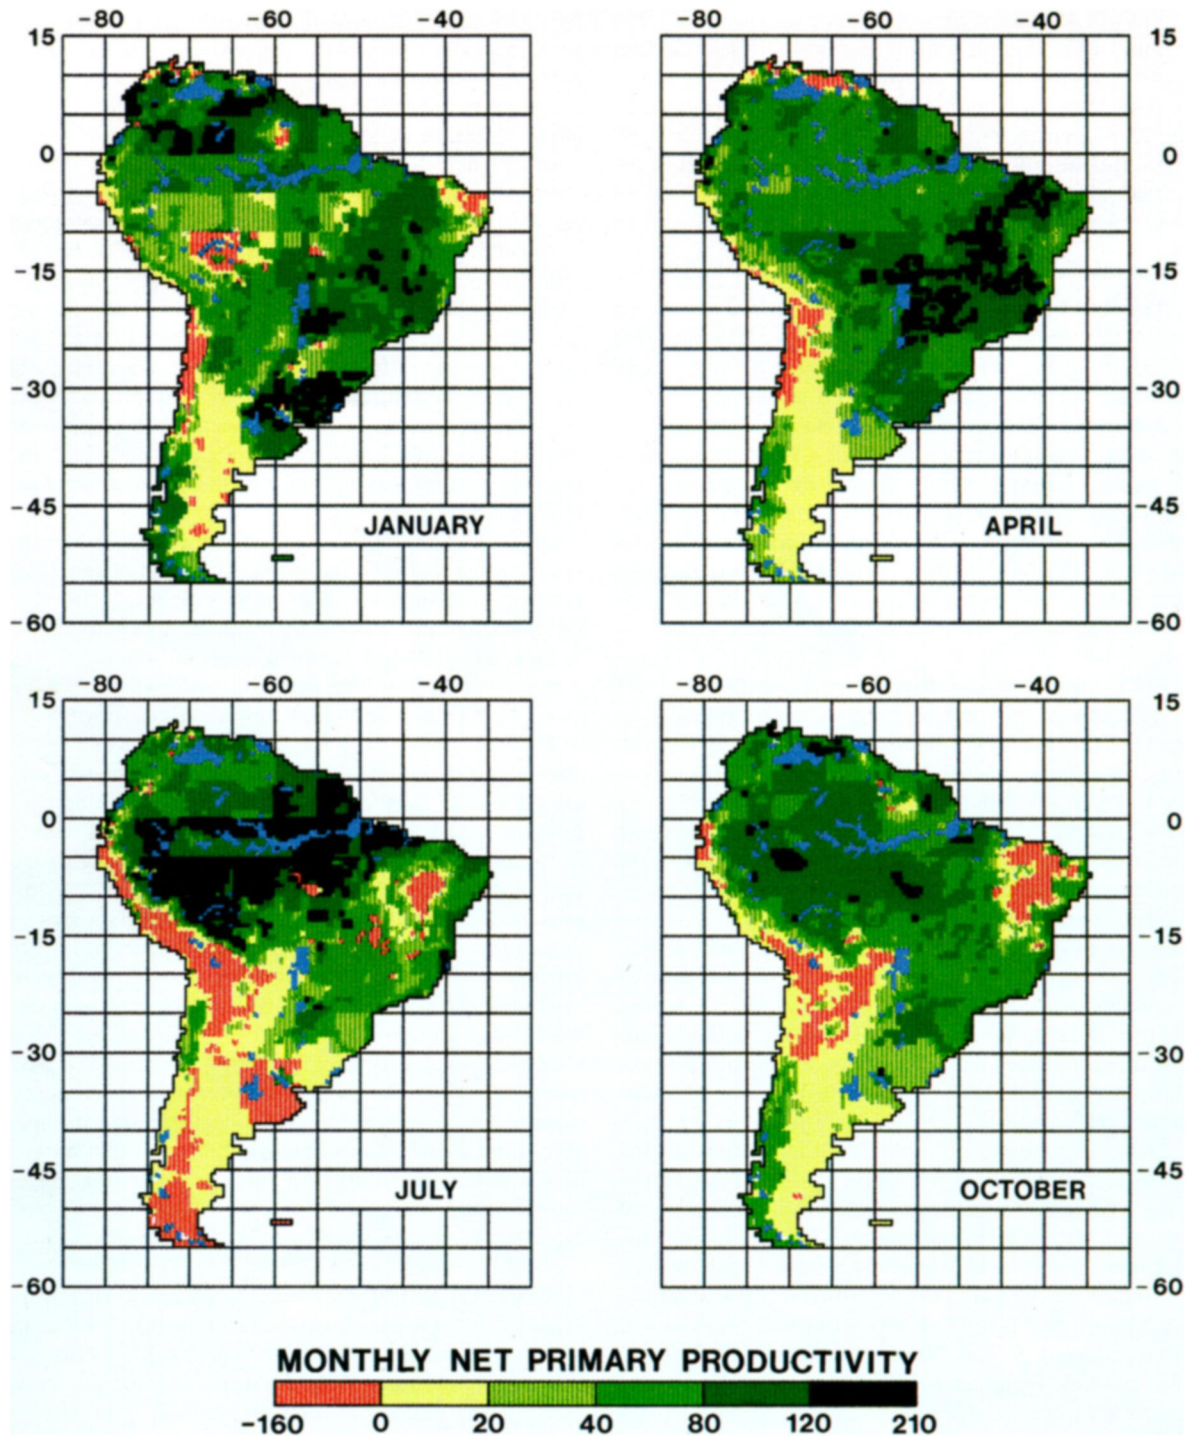 -80 -60 -40 -80 -60 -40
15 15
0 0
-15 -15
-30 -30
-45 -45
JANUARY APRIL
-60 -60
-80 -60 -40 -80 -60 -40
15 15
0 0
-15 -15
-30 -30
-45 -45
JULY OCTOBER
-60 -60
MONTHLY NET PRIMARY PRODUCTIVITY
-160 0 20 40 80 120 210